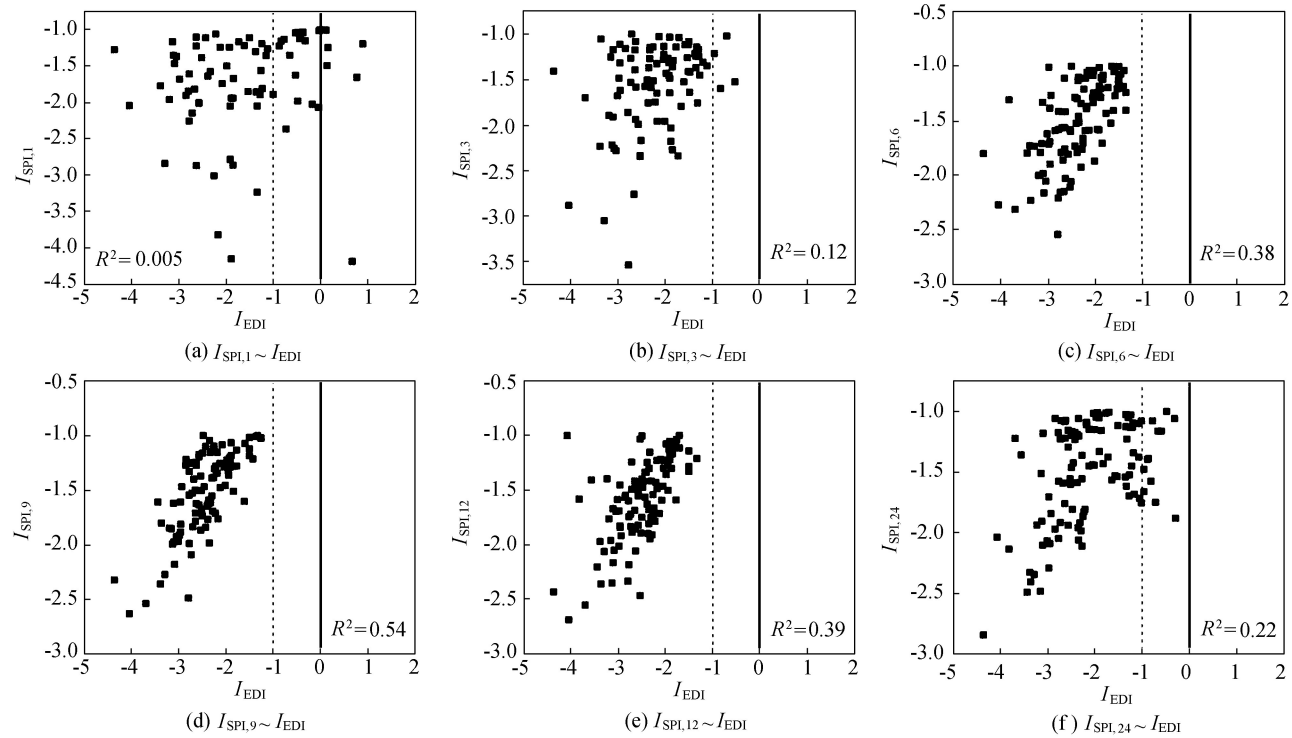 -1.0
-1.5
-2.0
-2.5
-3.0
-3.5
-4.0
-4.5
I_SPI,1
R²=0.005
-5 -4 -3 -2 -1 0 1 2
I_EDI
(a) I_SPI,1 ~ I_EDI
-1.0
-1.5
-2.0
-2.5
-3.0
-3.5
I_SPI,3
R²=0.12
-5 -4 -3 -2 -1 0 1 2
I_EDI
(b) I_SPI,3 ~ I_EDI
-0.5
-1.0
-1.5
-2.0
-2.5
-3.0
I_SPI,6
R²=0.38
-5 -4 -3 -2 -1 0 1 2
I_EDI
(c) I_SPI,6 ~ I_EDI
-0.5
-1.0
-1.5
-2.0
-2.5
-3.0
I_SPI,9
R²=0.54
-5 -4 -3 -2 -1 0 1 2
I_EDI
(d) I_SPI,9 ~ I_EDI
-0.5
-1.0
-1.5
-2.0
-2.5
-3.0
I_SPI,12
R²=0.39
-5 -4 -3 -2 -1 0 1 2
I_EDI
(e) I_SPI,12 ~ I_EDI
-1.0
-1.5
-2.0
-2.5
-3.0
I_SPI,24
R²=0.22
-5 -4 -3 -2 -1 0 1 2
I_EDI
(f) I_SPI,24 ~ I_EDI